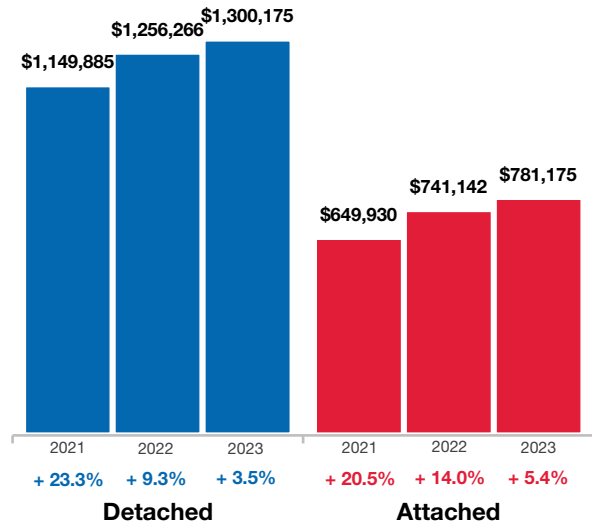 $1,149,885
$1,256,266
$1,300,175
$649,930
$741,142
$781,175
2021 2022 2023 2021 2022 2023
+ 23.3% + 9.3% + 3.5% + 20.5% + 14.0% + 5.4%
Detached Attached